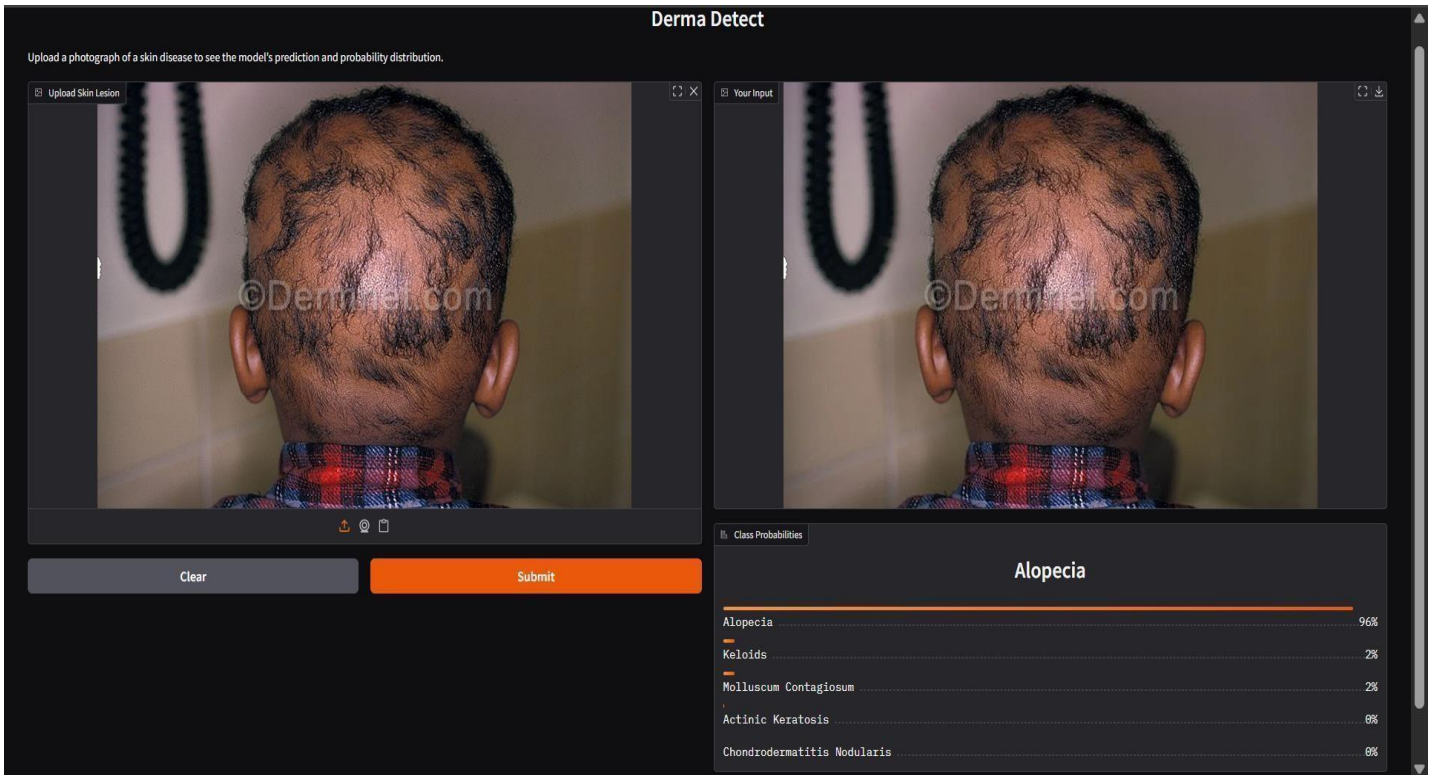 Derma Detect
Upload a photograph of a skin disease to see the model's prediction and probability distribution.
Upload Skin Lesion
Your Input
©Dermnet.com
©Dermnet.com
Clear
Submit
Class Probabilities
Alopecia
Alopecia 96%
Keloids 2%
Molluscum Contagiosum 2%
Actinic Keratosis 0%
Chondrodermatitis Nodularis 0%